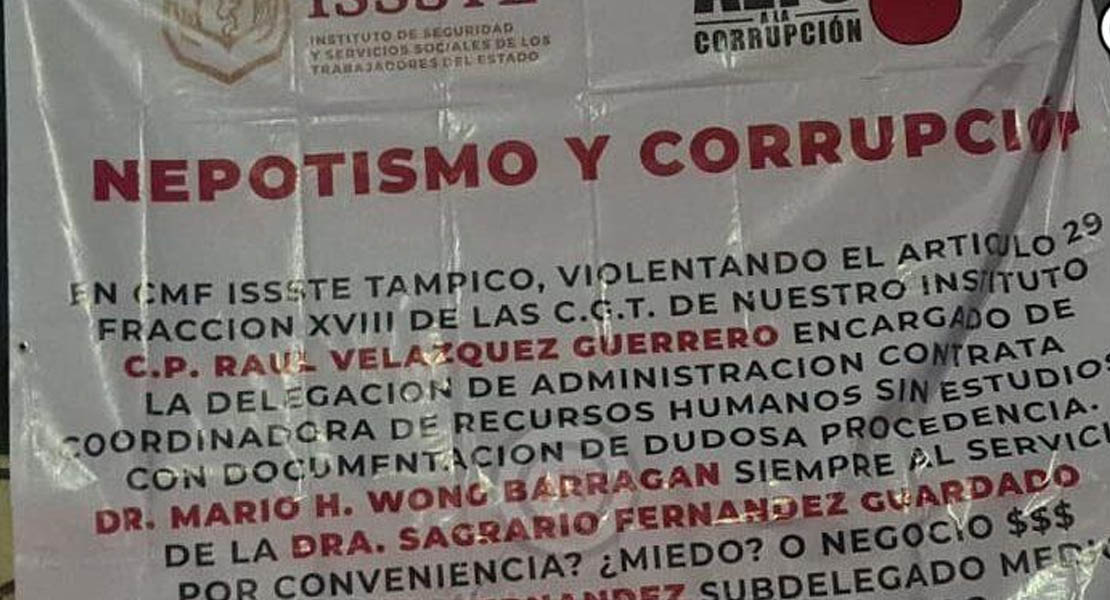 ISSSTE
INSTITUTO DE SEGURIDAD
Y SERVICIOS SOCIALES DE LOS
TRABAJADORES DEL ESTADO
A LA
CORRUPCIÓN
NEPOTISMO Y CORRUPCIÓN
EN CMF ISSSTE TAMPICO, VIOLENTANDO EL ARTICULO 29
FRACCION XVIII DE LAS C.G.T. DE NUESTRO INSTITUTO
C.P. RAUL VELAZQUEZ GUERRERO ENCARGADO DE
LA DELEGACION DE ADMINISTRACION CONTRATA
COORDINADORA DE RECURSOS HUMANOS SIN ESTUDIOS
CON DOCUMENTACION DE DUDOSA PROCEDENCIA.
DR. MARIO H. WONG BARRAGAN SIEMPRE AL SERVICI
DE LA DRA. SAGRARIO FERNANDEZ GUARDADO
POR CONVENIENCIA? ¿MIEDO? O NEGOCIO $$$
SUBDELEGADO